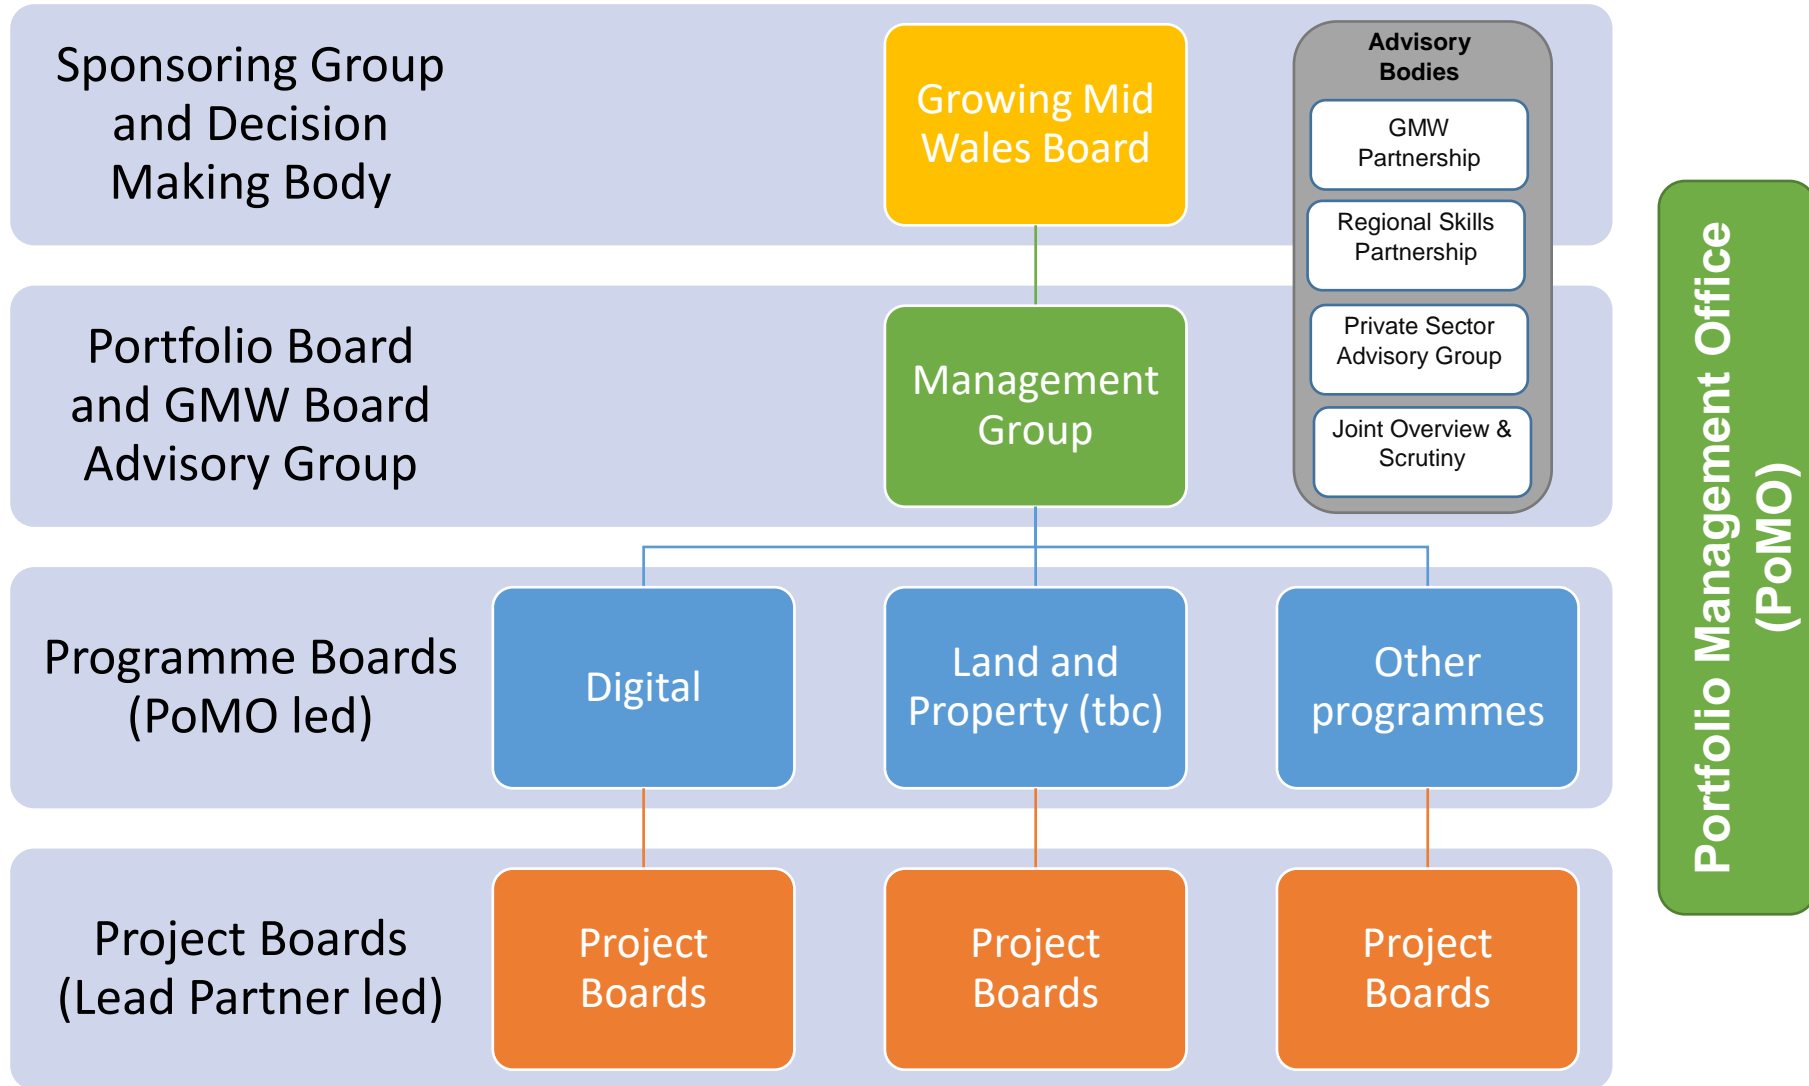 Sponsoring Group
and Decision
Making Body
Growing Mid
Wales Board
Advisory
Bodies
GMW
Partnership
Regional Skills
Partnership
Private Sector
Advisory Group
Joint Overview &
Scrutiny
Portfolio Board
and GMW Board
Advisory Group
Management
Group
Programme Boards
(PoMO led)
Digital
Land and
Property (tbc)
Other
programmes
Project Boards
(Lead Partner led)
Project
Boards
Project
Boards
Project
Boards
Portfolio Management Office
(PoMO)